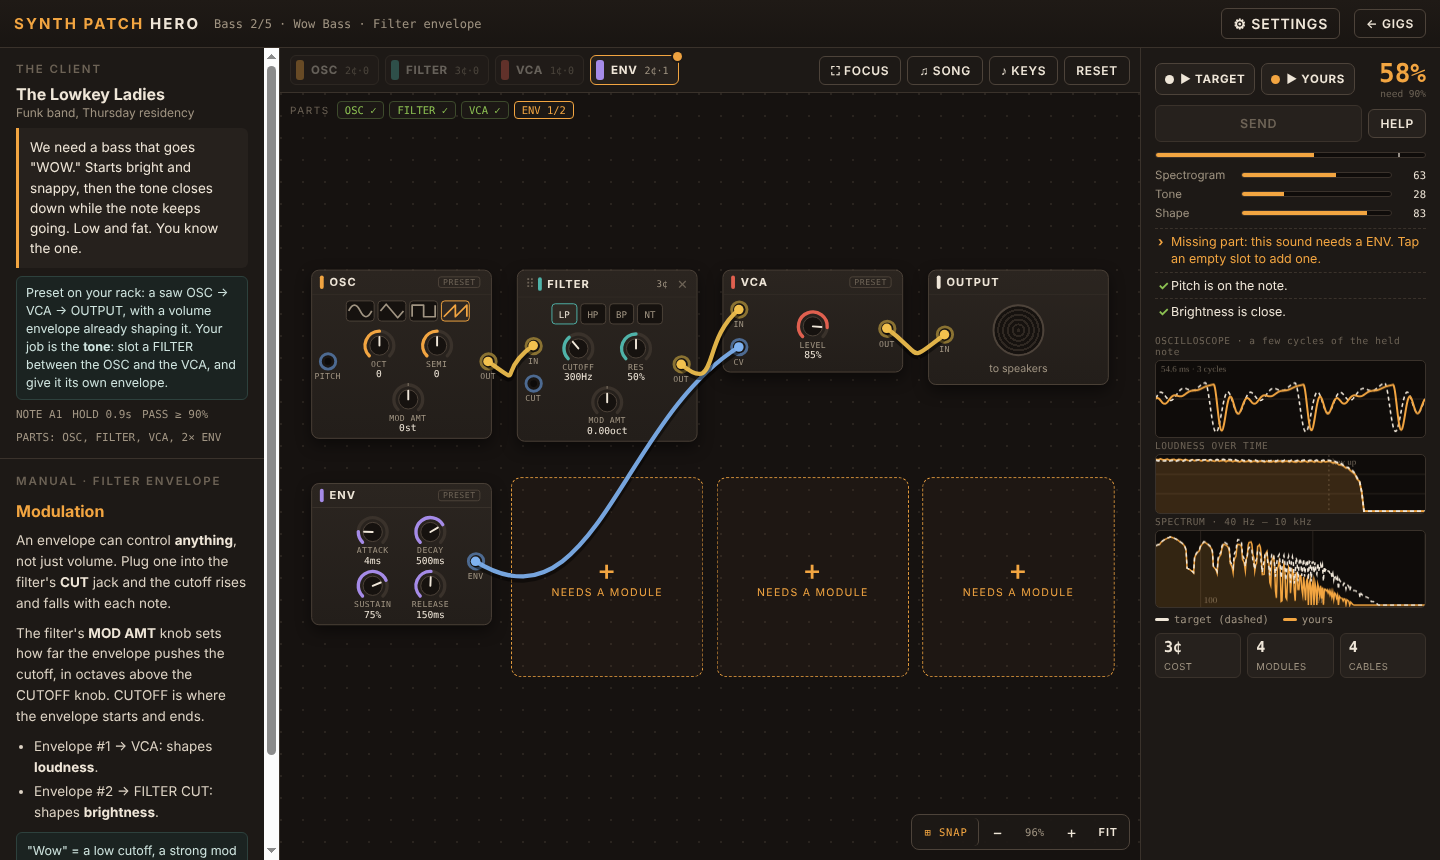 SYNTH PATCH HERO
Bass 2/5 · Wow Bass · Filter envelope
⚙ SETTINGS
← GIGS
THE CLIENT
The Lowkey Ladies
Funk band, Thursday residency
We need a bass that goes
"WOW." Starts bright and
snappy, then the tone closes
down while the note keeps
going. Low and fat. You know
the one.
Preset on your rack: a saw OSC →
VCA → OUTPUT, with a volume
envelope already shaping it. Your
job is the tone: slot a FILTER
between the OSC and the VCA, and
give it its own envelope.
NOTE A1 HOLD 0.9s PASS ≥ 90%
PARTS: OSC, FILTER, VCA, 2× ENV
MANUAL · FILTER ENVELOPE
Modulation
An envelope can control anything,
not just volume. Plug one into the
filter's CUT jack and the cutoff rises
and falls with each note.
The filter's MOD AMT knob sets
how far the envelope pushes the
cutoff, in octaves above the
CUTOFF knob. CUTOFF is where
the envelope starts and ends.
• Envelope #1 → VCA: shapes
loudness.
• Envelope #2 → FILTER CUT:
shapes brightness.
"Wow" = a low cutoff, a strong mod
OSC 2¢·0
FILTER 3¢·0
VCA 1¢·0
ENV 2¢·1
⛶ FOCUS
♫ SONG
♪ KEYS
RESET
PARTS
OSC ✓
FILTER ✓
VCA ✓
ENV 1/2
OSC
PRESET
PITCH
OCT
0
SEMI
0
OUT
MOD AMT
0st
FILTER
3¢ ✕
LP
HP
BP
NT
IN
CUTOFF
300Hz
RES
50%
OUT
CUT
MOD AMT
0.00oct
VCA
PRESET
IN
CV
LEVEL
85%
OUT
OUTPUT
IN
to speakers
ENV
PRESET
ATTACK
4ms
DECAY
500ms
ENV
SUSTAIN
75%
RELEASE
150ms
+
NEEDS A MODULE
+
NEEDS A MODULE
+
NEEDS A MODULE
⊞ SNAP
−
96%
+
FIT
▶ TARGET
▶ YOURS
58%
need 90%
SEND
HELP
Spectrogram 63
Tone 28
Shape 83
› Missing part: this sound needs a ENV. Tap
an empty slot to add one.
✓ Pitch is on the note.
✓ Brightness is close.
OSCILLOSCOPE · a few cycles of the held
note
54.6 ms · 3 cycles
LOUDNESS OVER TIME
SPECTRUM · 40 Hz – 10 kHz
100
target (dashed)
yours
3¢
COST
4
MODULES
4
CABLES